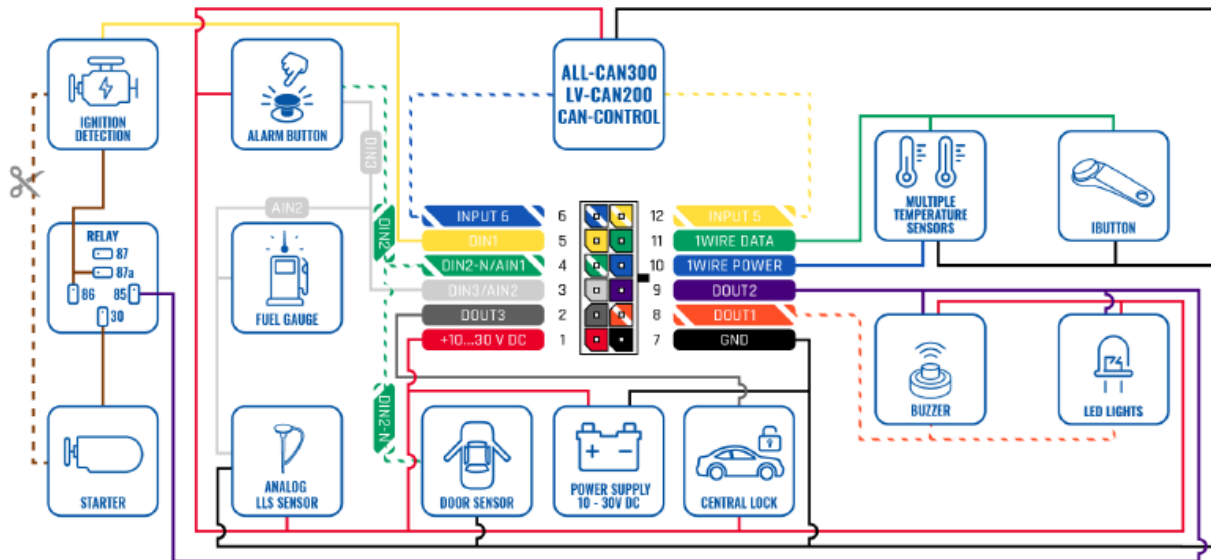 ALL-CAN300
LV-CAN200
CAN-CONTROL
IGNITION
DETECTION
ALARM BUTTON
DIN3
MULTIPLE
TEMPERATURE
SENSORS
IBUTTON
AIN2
DIN2
INPUT 6 6 12 INPUT 5
DIN1 5 11 1WIRE DATA
DIN2-N/AIN1 4 10 1WIRE POWER
DIN3/AIN2 3 9 DOUT2
DOUT3 2 8 DOUT1
+10...30 V DC 1 7 GND
RELAY
87
87a
86 85
30
FUEL GAUGE
BUZZER
LED LIGHTS
DIN2-N
STARTER
ANALOG
LLS SENSOR
DOOR SENSOR
POWER SUPPLY
10 - 30V DC
CENTRAL LOCK